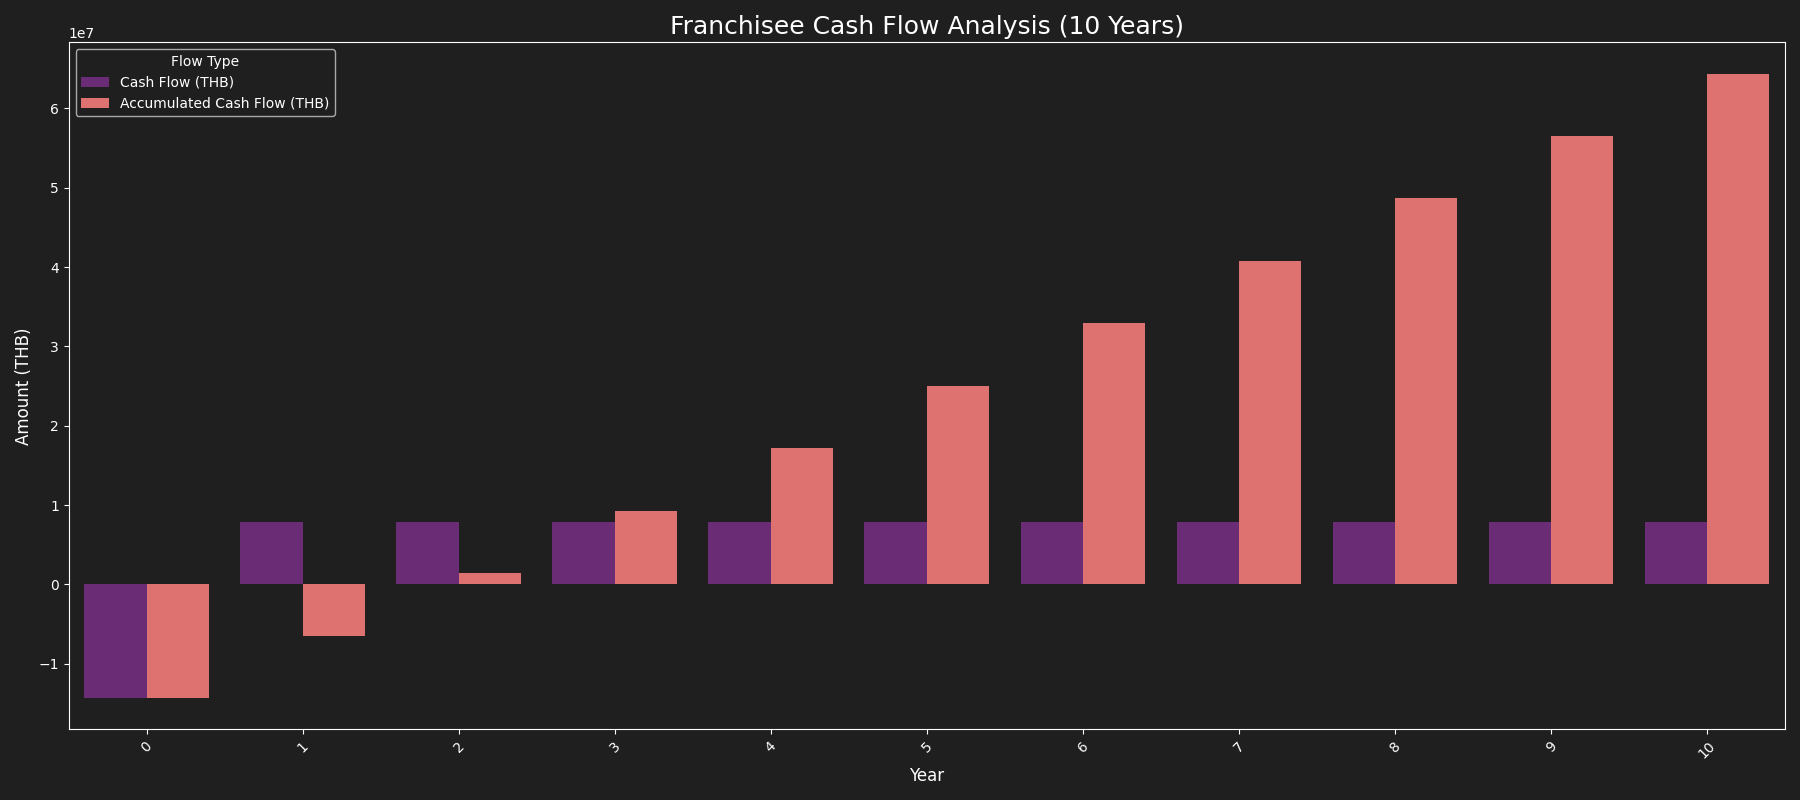 Franchisee Cash Flow Analysis (10 Years)
1e7
Flow Type
Cash Flow (THB)
Accumulated Cash Flow (THB)
6
5
4
3
2
1
0
−1
Amount (THB)
0 1 2 3 4 5 6 7 8 9 10
Year